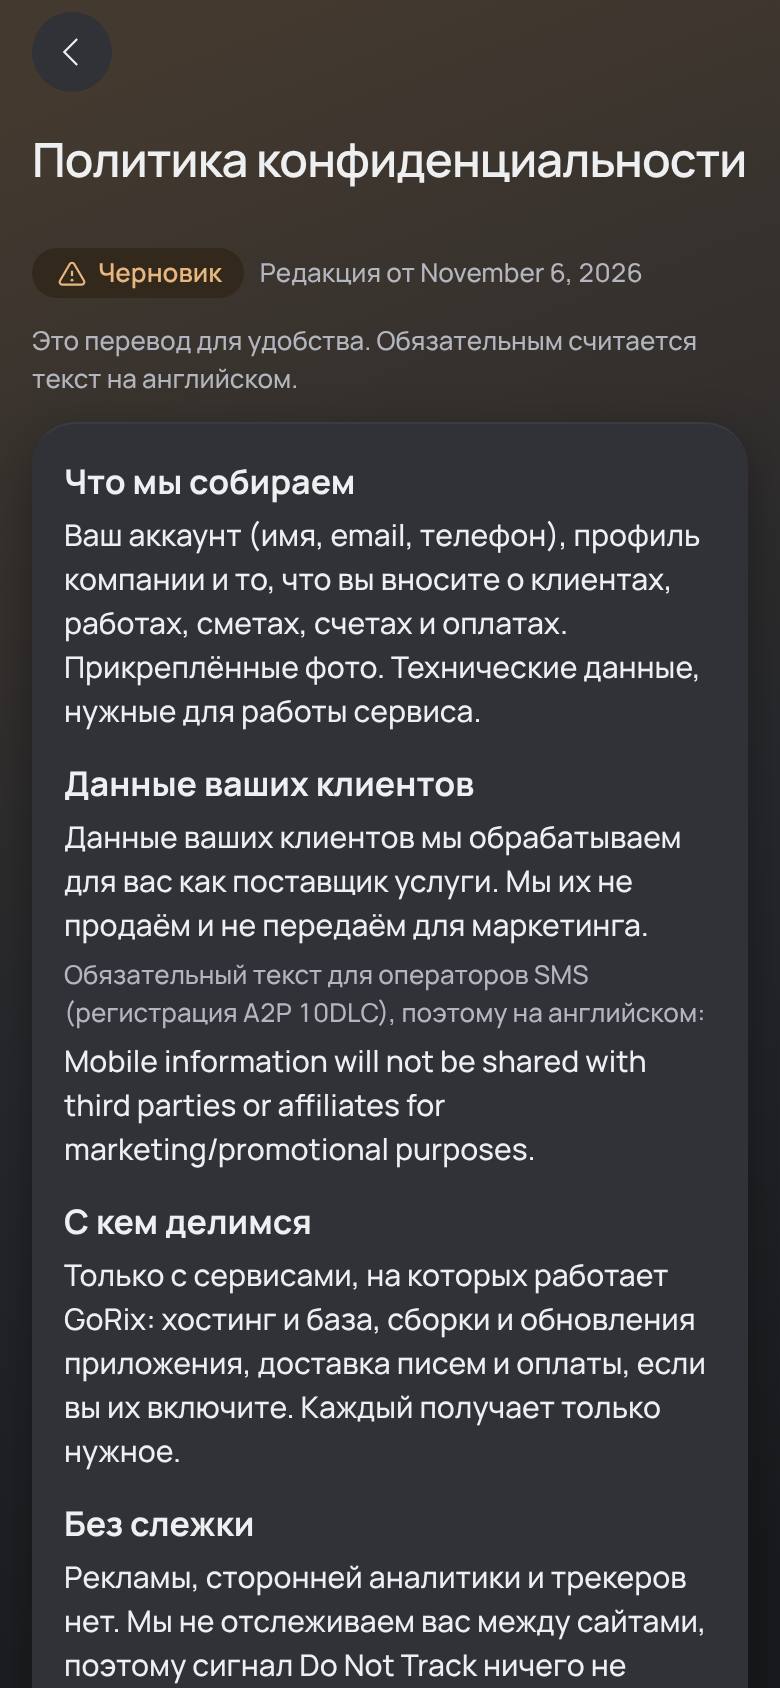 Политика конфиденциальности
Черновик Редакция от November 6, 2026
Это перевод для удобства. Обязательным считается
текст на английском.
Что мы собираем
Ваш аккаунт (имя, email, телефон), профиль
компании и то, что вы вносите о клиентах,
работах, сметах, счетах и оплатах.
Прикреплённые фото. Технические данные,
нужные для работы сервиса.
Данные ваших клиентов
Данные ваших клиентов мы обрабатываем
для вас как поставщик услуги. Мы их не
продаём и не передаём для маркетинга.
Обязательный текст для операторов SMS
(регистрация A2P 10DLC), поэтому на английском:
Mobile information will not be shared with
third parties or affiliates for
marketing/promotional purposes.
С кем делимся
Только с сервисами, на которых работает
GoRix: хостинг и база, сборки и обновления
приложения, доставка писем и оплаты, если
вы их включите. Каждый получает только
нужное.
Без слежки
Рекламы, сторонней аналитики и трекеров
нет. Мы не отслеживаем вас между сайтами,
поэтому сигнал Do Not Track ничего не